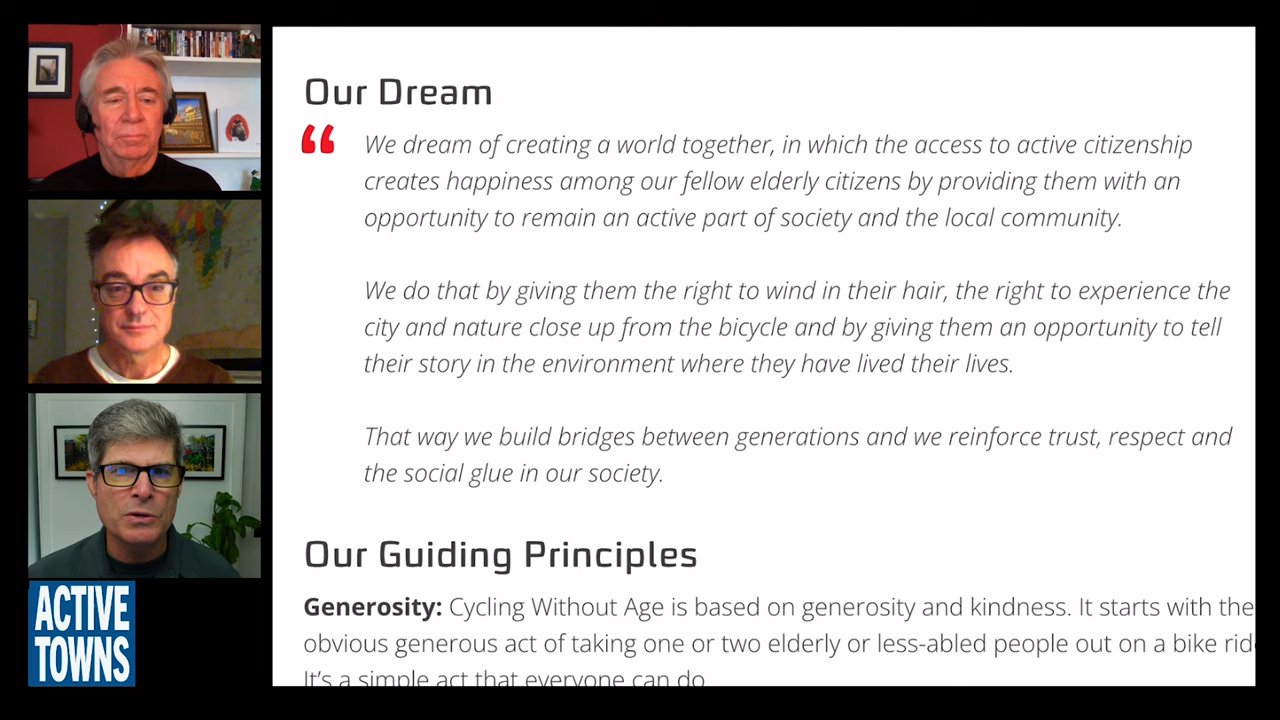 Our Dream
“
We dream of creating a world together, in which the access to active citizenship
creates happiness among our fellow elderly citizens by providing them with an
opportunity to remain an active part of society and the local community.
We do that by giving them the right to wind in their hair, the right to experience the
city and nature close up from the bicycle and by giving them an opportunity to tell
their story in the environment where they have lived their lives.
That way we build bridges between generations and we reinforce trust, respect and
the social glue in our society.
Our Guiding Principles
Generosity: Cycling Without Age is based on generosity and kindness. It starts with the
obvious generous act of taking one or two elderly or less-abled people out on a bike
It's a simple act that everyone can do
ACTIVE
TOWNS